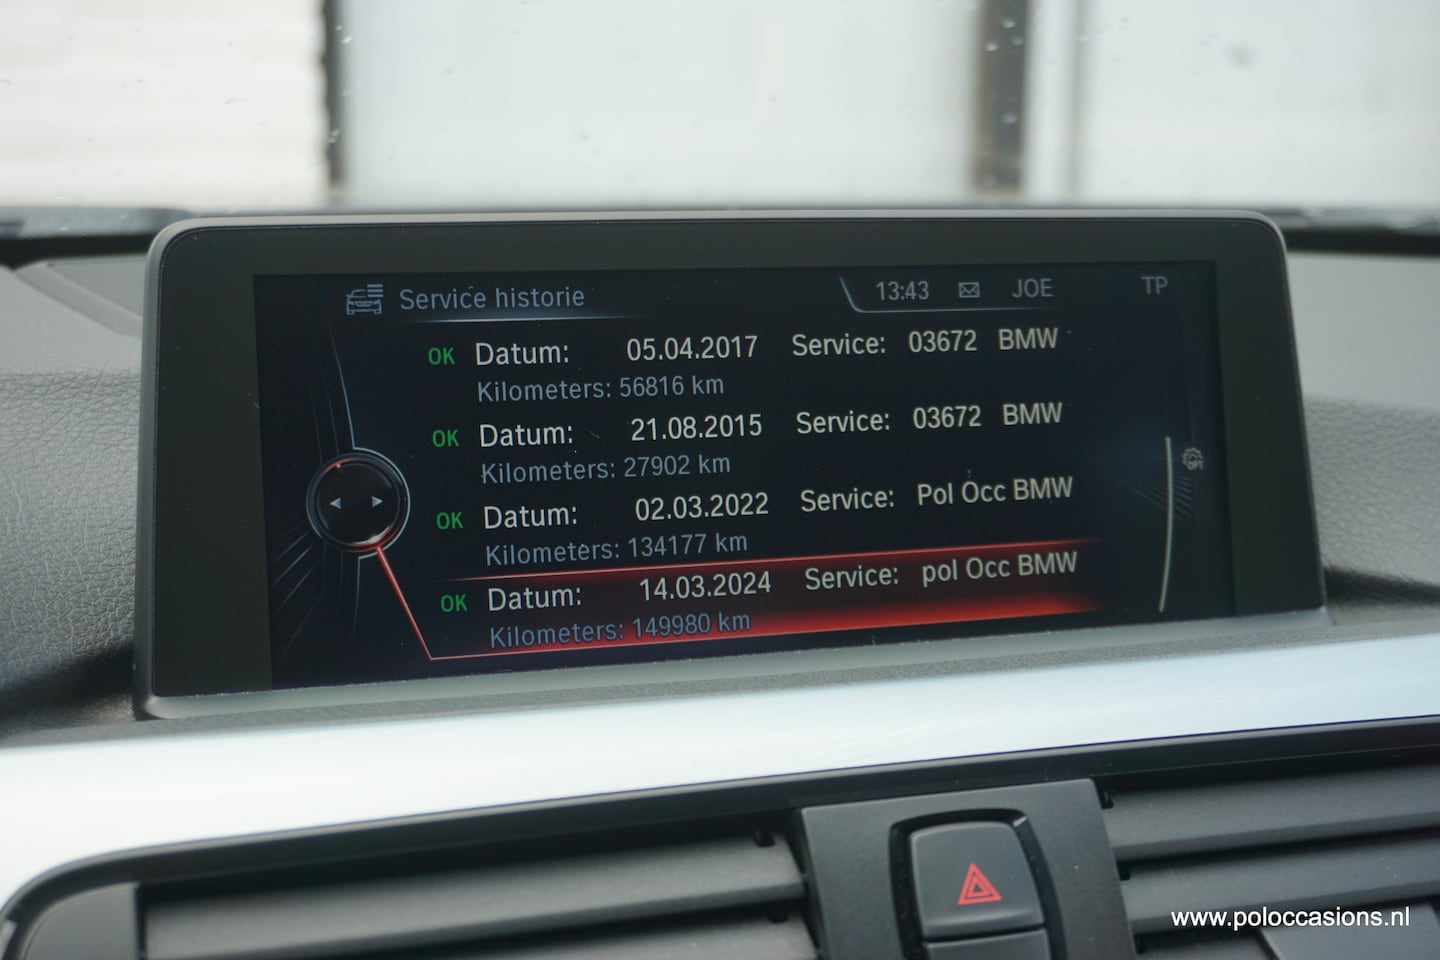 Service historie 13:43 JOE TP
OK Datum: 05.04.2017 Service: 03672 BMW
Kilometers: 56816 km
OK Datum: 21.08.2015 Service: 03672 BMW
Kilometers: 27902 km
OK Datum: 02.03.2022 Service: Pol Occ BMW
Kilometers: 134177 km
OK Datum: 14.03.2024 Service: pol Occ BMW
Kilometers: 149980 km
OPT
www.poloccasions.nl